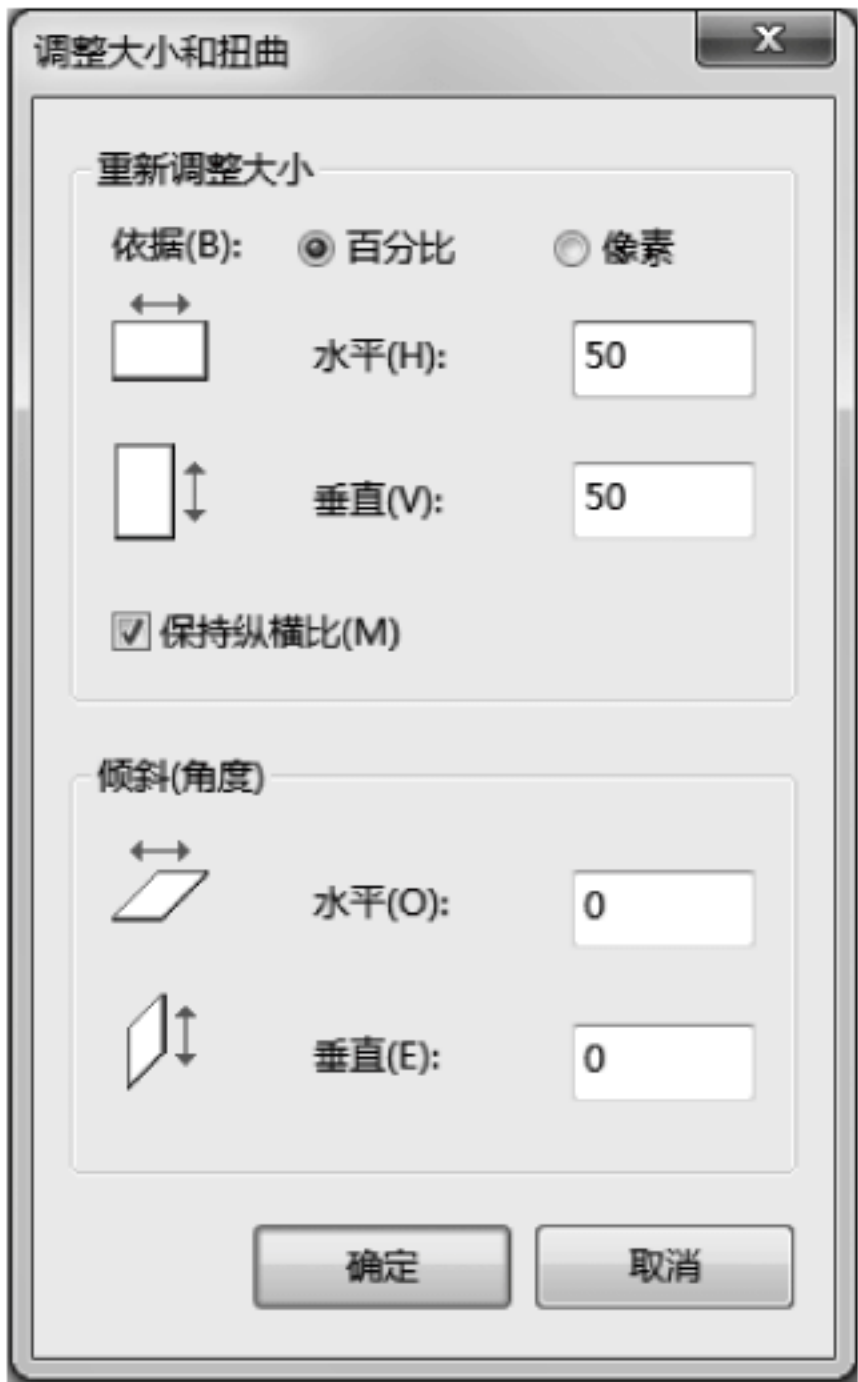 调整大小和扭曲
重新调整大小
依据(B): 百分比 像素
水平(H): 50
垂直(V): 50
保持纵横比(M)
倾斜(角度)
水平(O): 0
垂直(E): 0
确定 取消